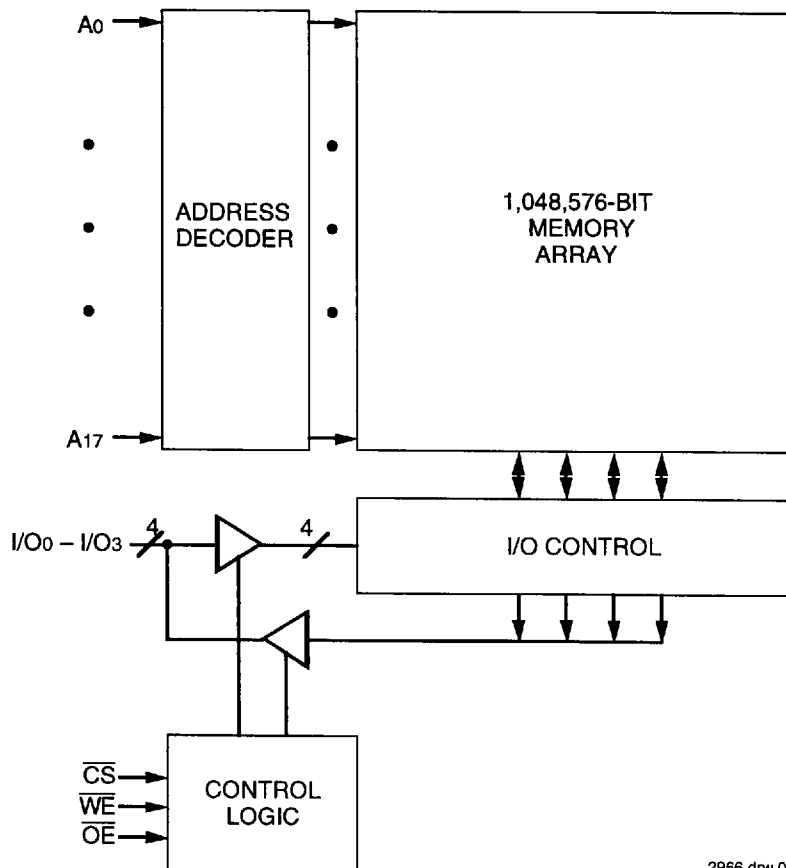 A0
ADDRESS
DECODER
1,048,576-BIT
MEMORY
ARRAY
A17
I/O0 – I/O3
4
4
I/O CONTROL
CS
WE
OE
CONTROL
LOGIC